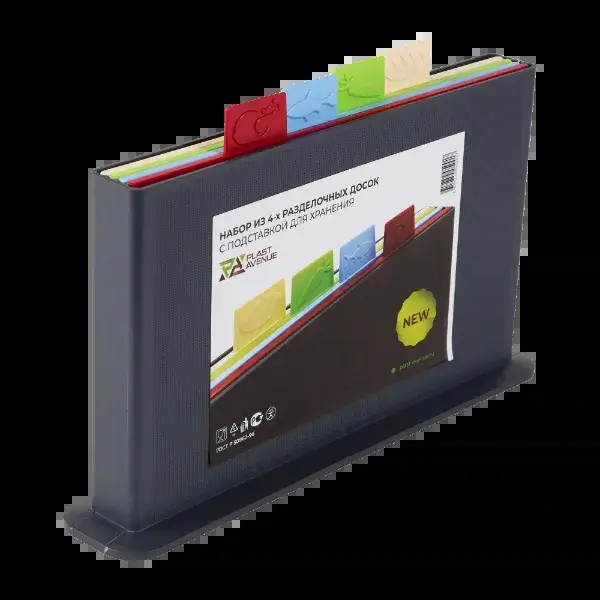 НАБОР ИЗ 4-х РАЗДЕЛОЧНЫХ ДОСОК
С ПОДСТАВКОЙ ДЛЯ ХРАНЕНИЯ
PLAST
AVENUE
NEW